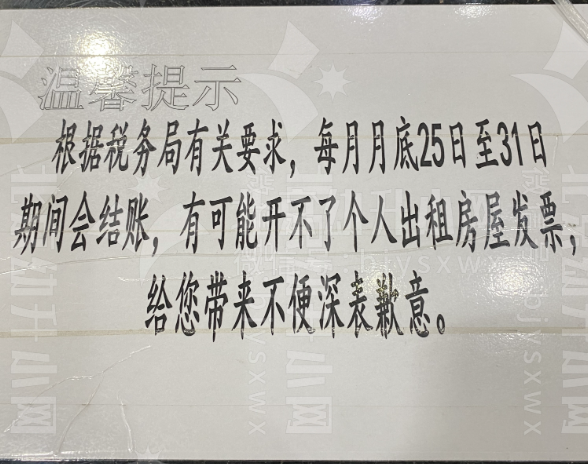 温馨提示
根据税务局有关要求，每月月底25日至31日
期间会结账，有可能开不了个人出租房屋发票，
给您带来不便深表歉意。